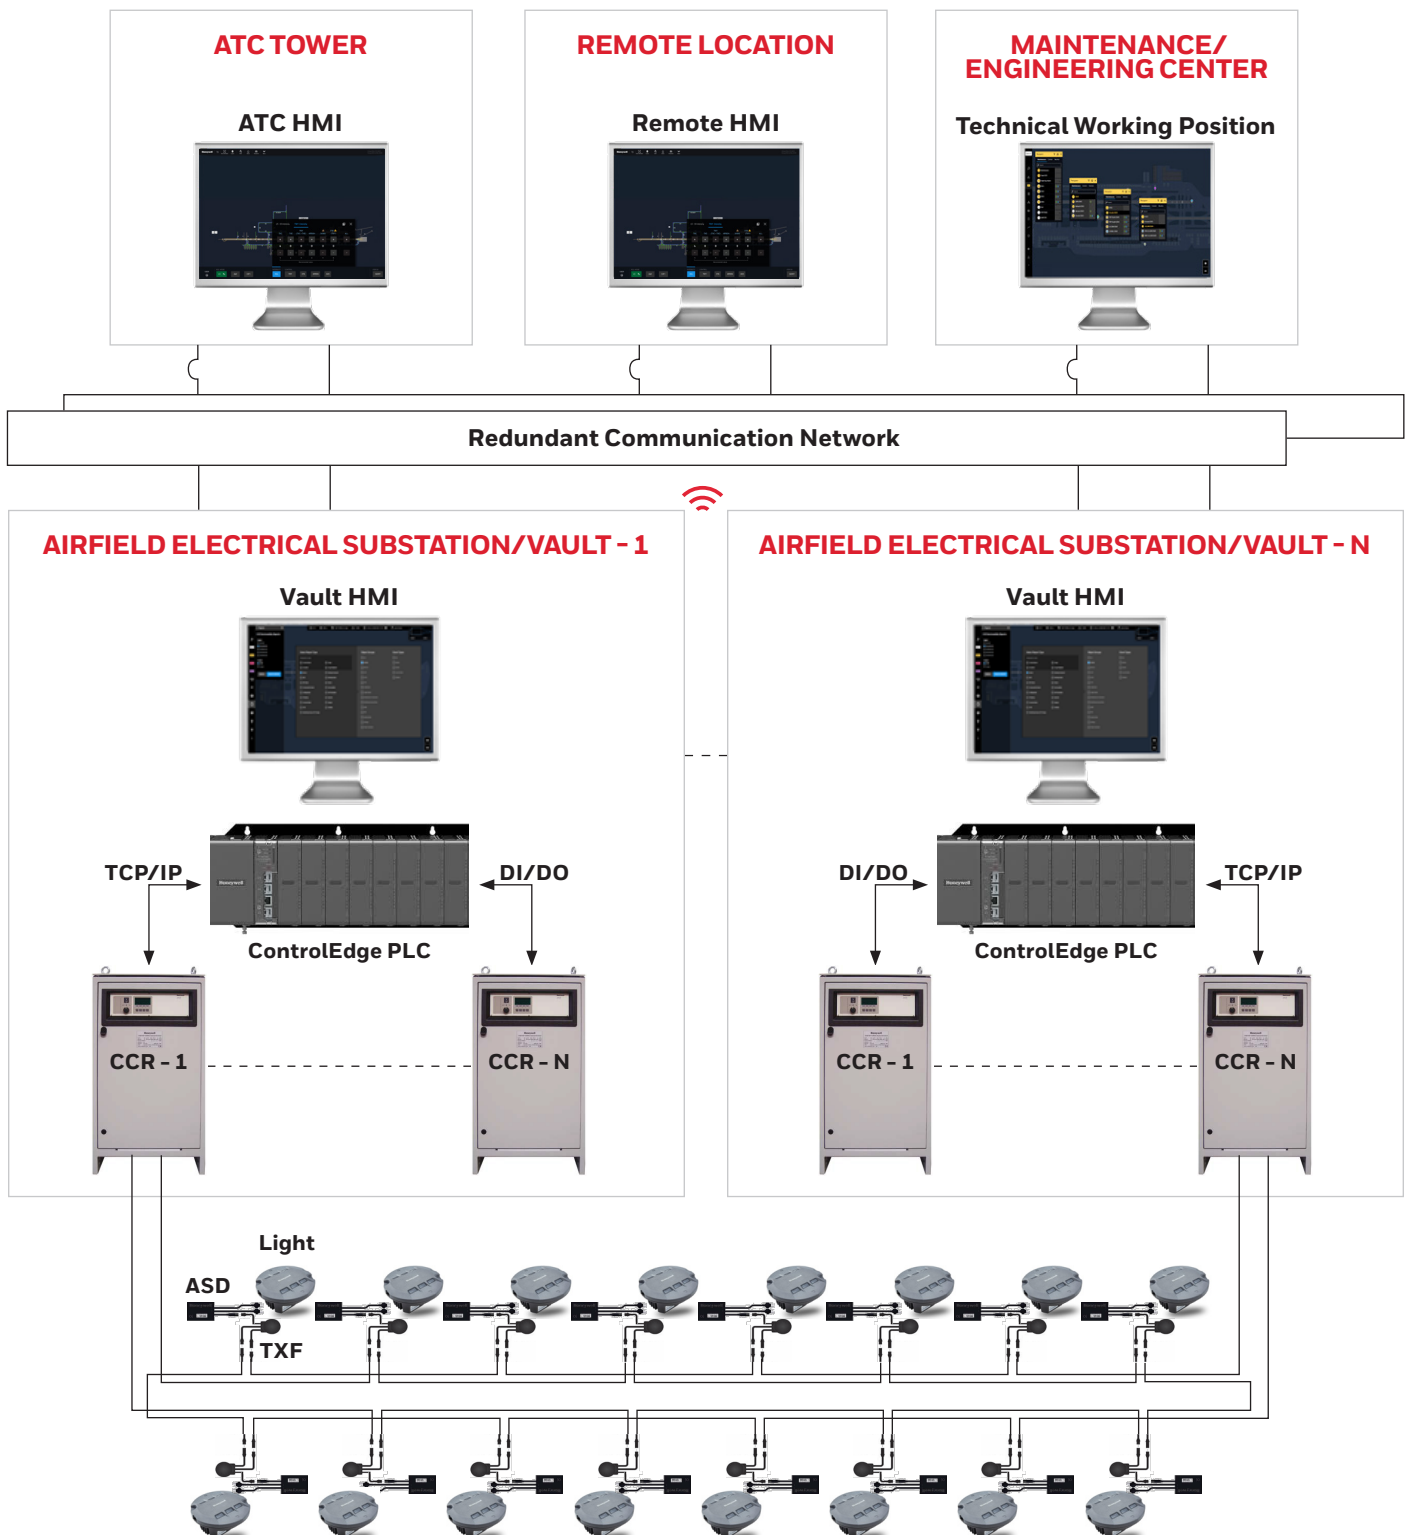 ATC TOWER
REMOTE LOCATION
MAINTENANCE/
ENGINEERING CENTER
ATC HMI
Remote HMI
Technical Working Position
Redundant Communication Network
AIRFIELD ELECTRICAL SUBSTATION/VAULT - 1
AIRFIELD ELECTRICAL SUBSTATION/VAULT - N
Vault HMI
Vault HMI
TCP/IP
Honeywell
DI/DO
DI/DO
Honeywell
TCP/IP
ControlEdge PLC
ControlEdge PLC
CCR - 1
CCR - N
CCR - 1
CCR - N
Light
ASD
TXF